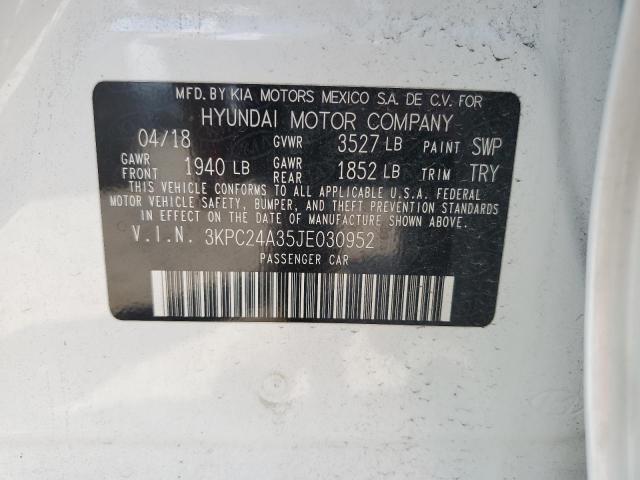 MFD. BY KIA MOTORS MEXICO S.A. DE C.V. FOR
HYUNDAI MOTOR COMPANY
04/18 GVWR 3527 LB PAINT SWP
GAWR FRONT 1940 LB GAWR REAR 1852 LB TRIM TRY
THIS VEHICLE CONFORMS TO ALL APPLICABLE U.S.A. FEDERAL
MOTOR VEHICLE SAFETY, BUMPER, AND THEFT PREVENTION STANDARDS
IN EFFECT ON THE DATE OF MANUFACTURE SHOWN ABOVE.
V.I.N. 3KPC24A35JE030952
PASSENGER CAR